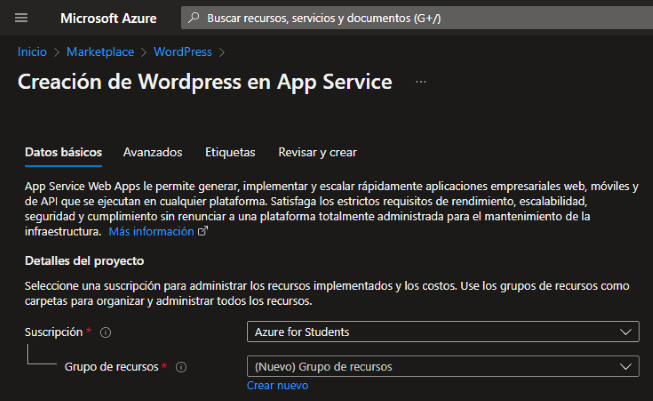 Microsoft Azure
Buscar recursos, servicios y documentos (G+/)
Inicio > Marketplace > WordPress >
Creación de Wordpress en App Service ...
Datos básicos Avanzados Etiquetas Revisar y crear
App Service Web Apps le permite generar, implementar y escalar rápidamente aplicaciones empresariales web, móviles y
de API que se ejecutan en cualquier plataforma. Satisfaga los estrictos requisitos de rendimiento, escalabilidad,
seguridad y cumplimiento sin renunciar a una plataforma totalmente administrada para el mantenimiento de la
infraestructura. Más información
Detalles del proyecto
Seleccione una suscripción para administrar los recursos implementados y los costos. Use los grupos de recursos como
carpetas para organizar y administrar todos los recursos.
Suscripción *
Azure for Students
Grupo de recursos *
(Nuevo) Grupo de recursos
Crear nuevo